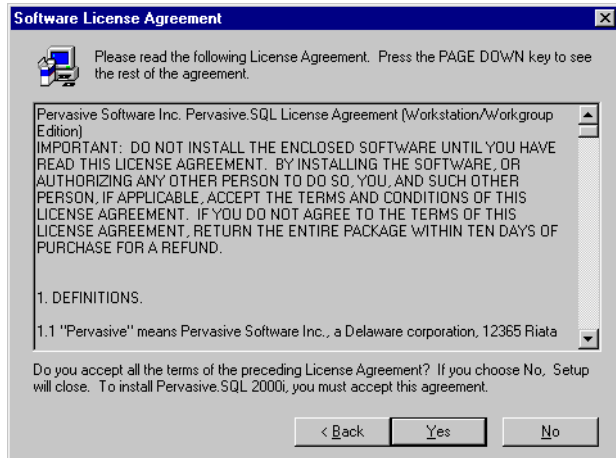 Software License Agreement
Please read the following License Agreement. Press the PAGE DOWN key to see
the rest of the agreement.
Pervasive Software Inc. Pervasive.SQL License Agreement (Workstation/Workgroup
Edition)
IMPORTANT: DO NOT INSTALL THE ENCLOSED SOFTWARE UNTIL YOU HAVE
READ THIS LICENSE AGREEMENT. BY INSTALLING THE SOFTWARE, OR
AUTHORIZING ANY OTHER PERSON TO DO SO, YOU, AND SUCH OTHER
PERSON, IF APPLICABLE, ACCEPT THE TERMS AND CONDITIONS OF THIS
LICENSE AGREEMENT. IF YOU DO NOT AGREE TO THE TERMS OF THIS
LICENSE AGREEMENT, RETURN THE ENTIRE PACKAGE WITHIN TEN DAYS OF
PURCHASE FOR A REFUND.
1. DEFINITIONS.
1.1 "Pervasive" means Pervasive Software Inc., a Delaware corporation, 12365 Riata
Do you accept all the terms of the preceding License Agreement? If you choose No, Setup
will close. To install Pervasive.SQL 2000i, you must accept this agreement.
< Back Yes No